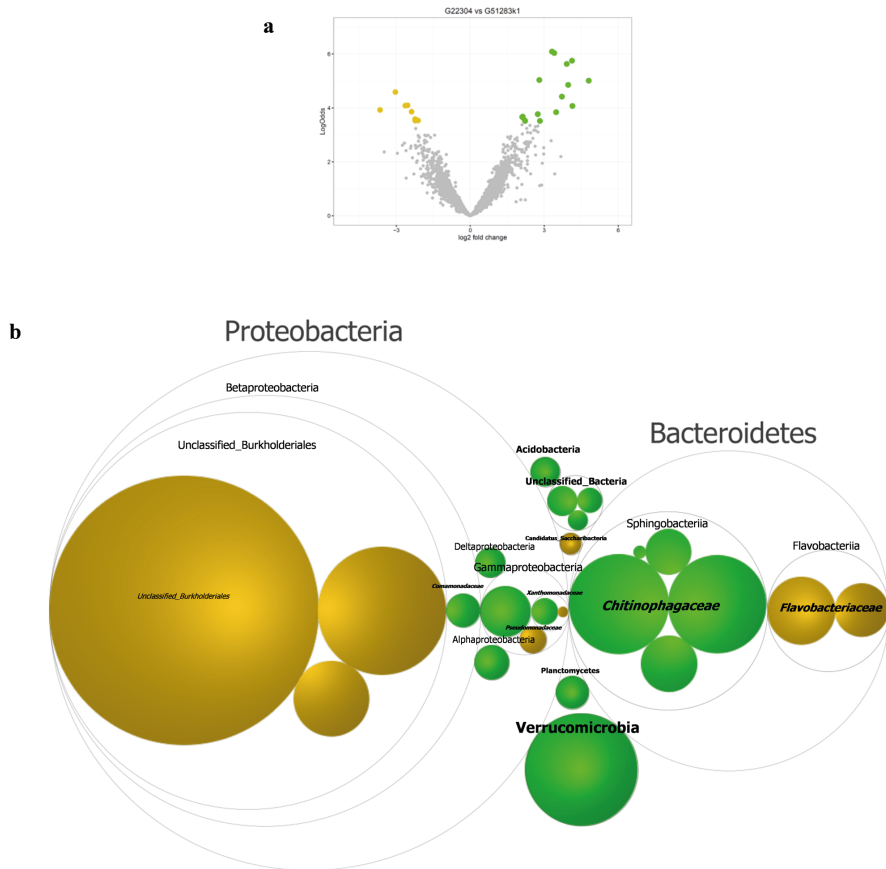 a
G22304 vs G51283k1
LogOdds
6
4
2
0
−3
0
3
6
log2 fold change
b
Proteobacteria
Betaproteobacteria
Unclassified_Burkholderiales
Bacteroidetes
Acidobacteria
Unclassified_Bacteria
Candidatus_Saccharibacteria
Sphingobacteriia
Flavobacteriia
Deltaproteobacteria
Gammaproteobacteria
Comamonadaceae
Xanthomonadaceae
Unclassified_Burkholderiales
Chitinophagaceae
Flavobacteriaceae
Pseudomonadaceae
Alphaproteobacteria
Planctomycetes
Verrucomicrobia